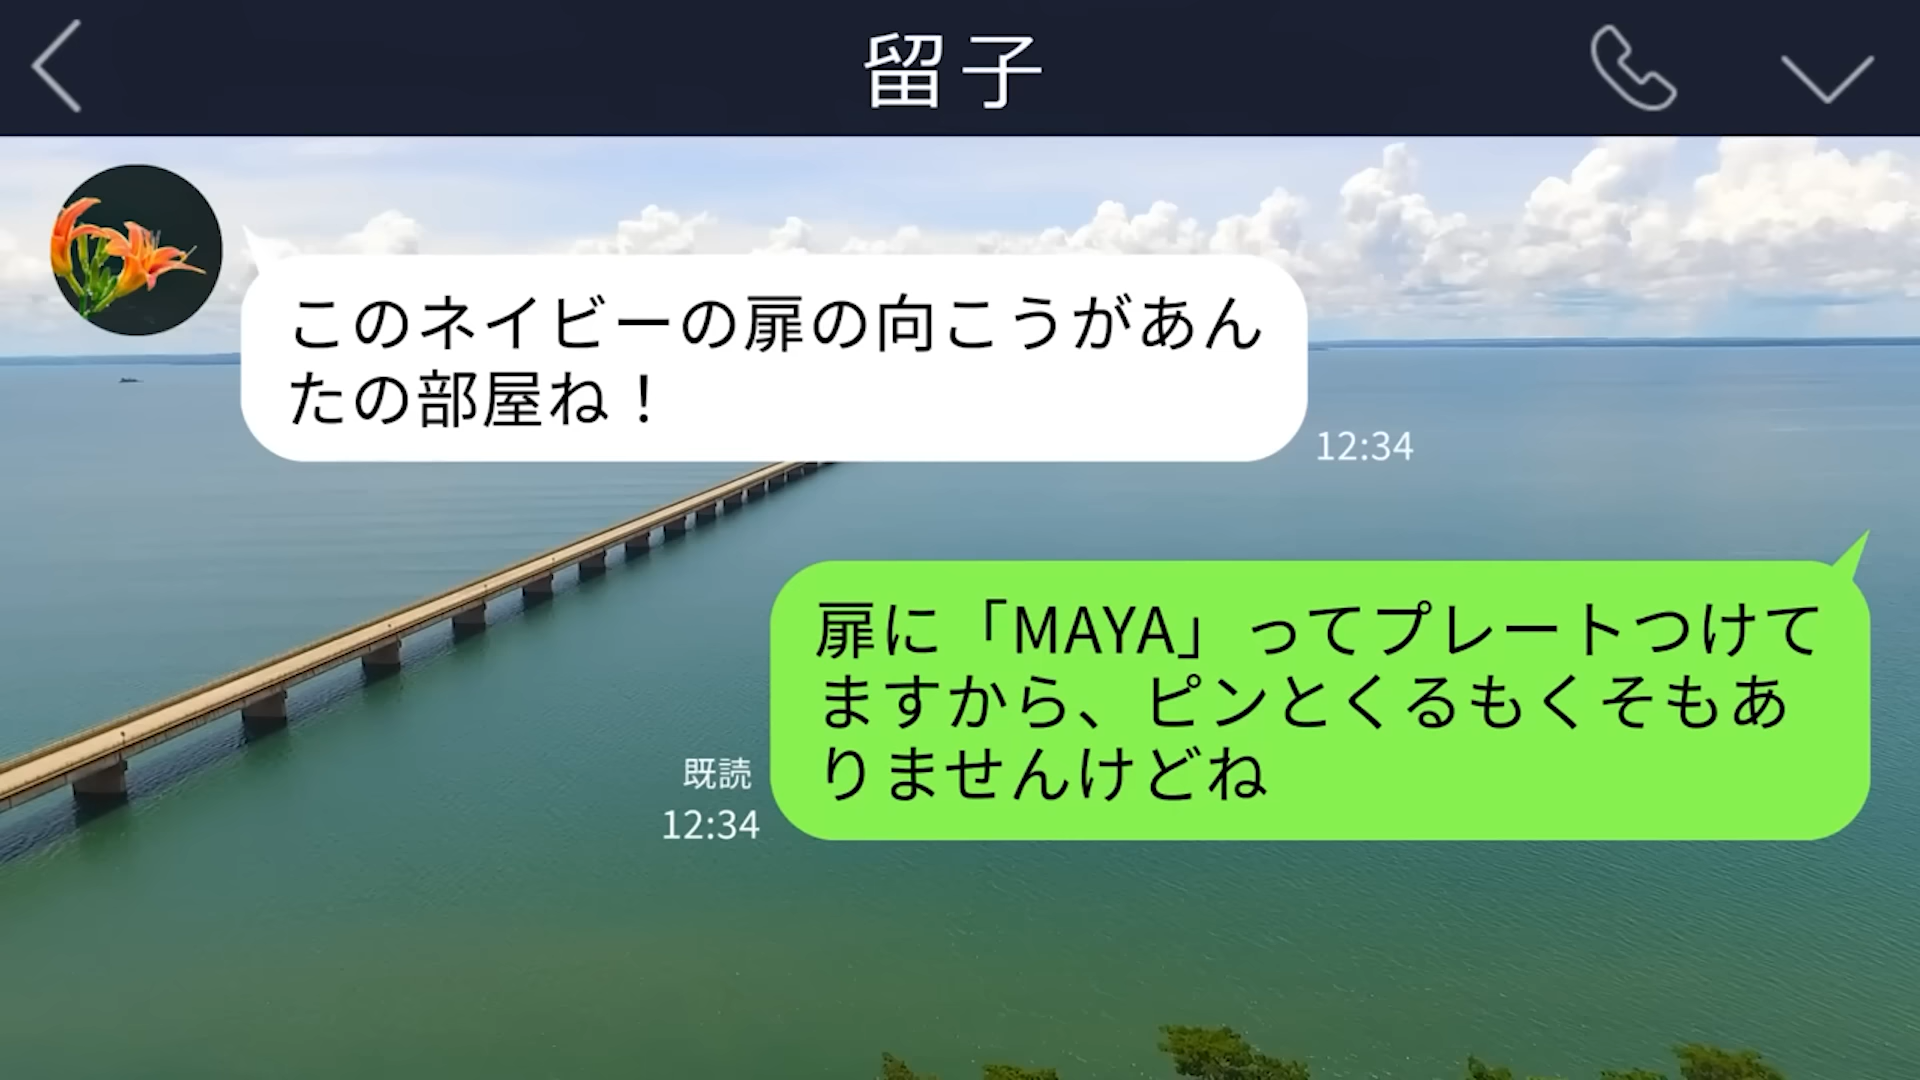 留子
このネイビーの扉の向こうがあん
たの部屋ね！
12:34
扉に「MAYA」ってプレートつけて
ますから、ピンとくるもくそもあ
りませんけどね
既読
12:34